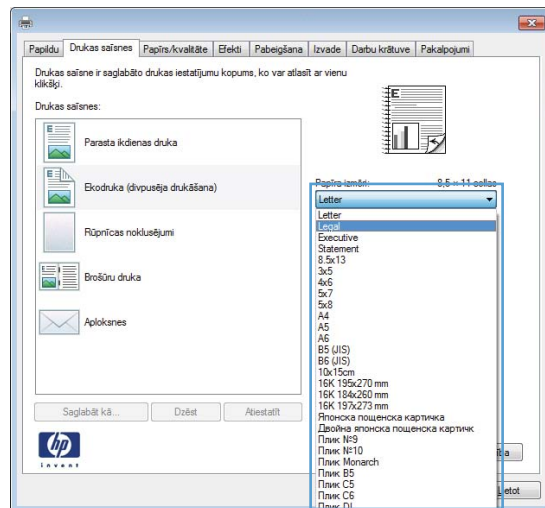 Papildu Drukas saīsnes Papīrs/kvalitāte Efekti Pabeigšana Izvade Darbu krātuve Pakalpojumi
Drukas saīsne ir saglabāto drukas iestatījumu kopums, ko var atlasīt ar vienu
klikšķi.
Drukas saīsnes:
Parasta ikdienas druka
Ekodruka (divpusēja drukāšana)
Rūpnīcas noklusējumi
Brošūru druka
Aploksnes
Saglabāt kā... Dzēst Atiestatīt
hp
invent
E
Papīra izmēri: 8,5 × 11 collas
Letter
Letter
Legal
Executive
Statement
8.5x13
3x5
4x6
5x7
5x8
A4
A5
A6
B5 (JIS)
B6 (JIS)
10x15cm
16K 195x270 mm
16K 184x260 mm
16K 197x273 mm
Японска пощенска картичка
Двойна японска пощенска картичк
Плик №9
Плик №10
Плик Monarch
Плик B5
Плик C5
Плик C6
Плик DL